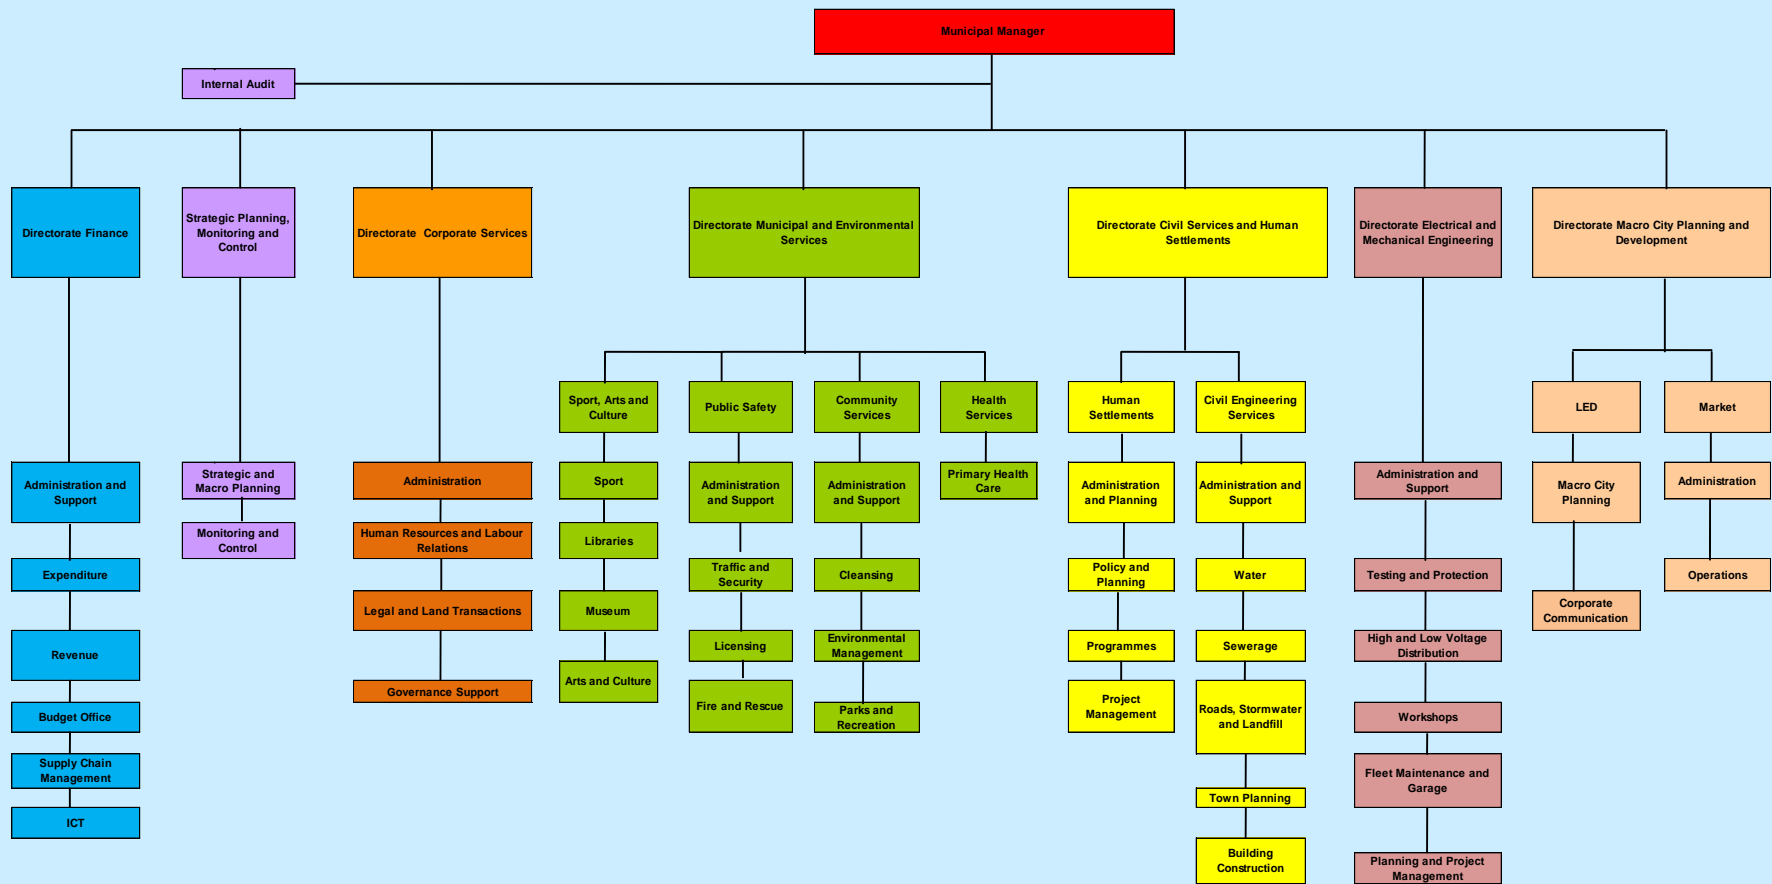 Municipal Manager
Internal Audit
Directorate Finance
Strategic Planning,
Monitoring and
Control
Directorate Corporate Services
Directorate Municipal and Environmental
Services
Directorate Civil Services and Human
Settlements
Directorate Electrical and
Mechanical Engineering
Directorate Macro City Planning and
Development
Administration and
Support
Expenditure
Revenue
Budget Office
Supply Chain
Management
ICT
Strategic and
Macro Planning
Monitoring and
Control
Administration
Human Resources and Labour
Relations
Legal and Land Transactions
Governance Support
Sport, Arts and
Culture
Sport
Libraries
Museum
Arts and Culture
Public Safety
Administration
and Support
Traffic and
Security
Licensing
Fire and Rescue
Community
Services
Administration
and Support
Cleansing
Environmental
Management
Parks and
Recreation
Health
Services
Primary Health
Care
Human
Settlements
Administration
and Planning
Policy and
Planning
Programmes
Project
Management
Civil Engineering
Services
Administration and
Support
Water
Sewerage
Roads, Stormwater
and Landfill
Town Planning
Building
Construction
Administration and
Support
Testing and Protection
High and Low Voltage
Distribution
Workshops
Fleet Maintenance and
Garage
Planning and Project
Management
LED
Macro City
Planning
Corporate
Communication
Market
Administration
Operations